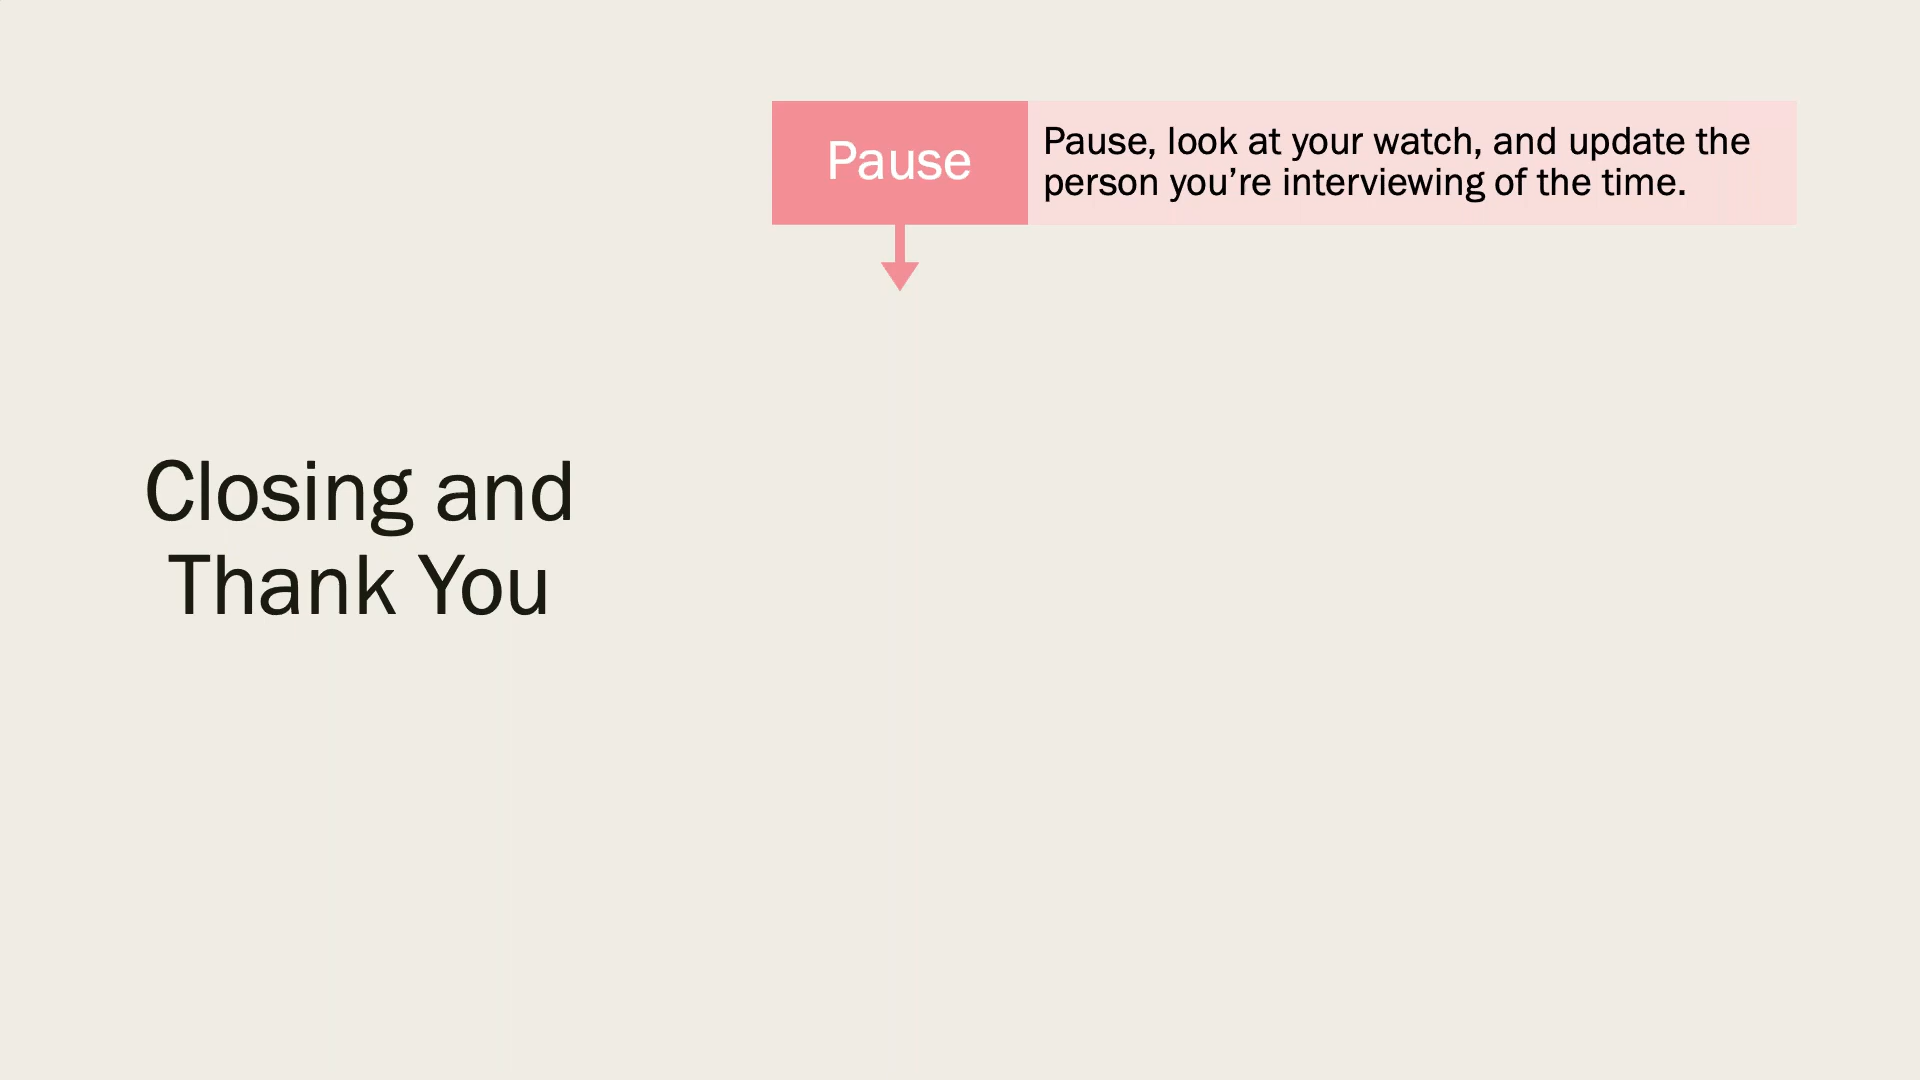 Closing and
Thank You
Pause
Pause, look at your watch, and update the
person you’re interviewing of the time.